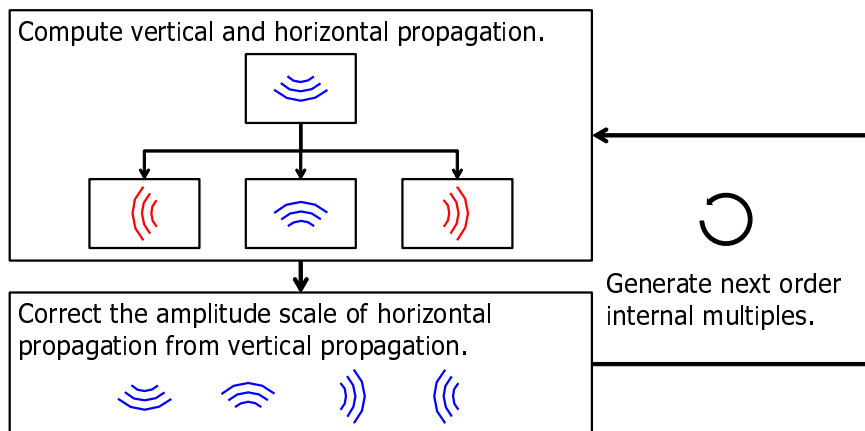 Compute vertical and horizontal propagation.
Generate next order
internal multiples.
Correct the amplitude scale of horizontal
propagation from vertical propagation.